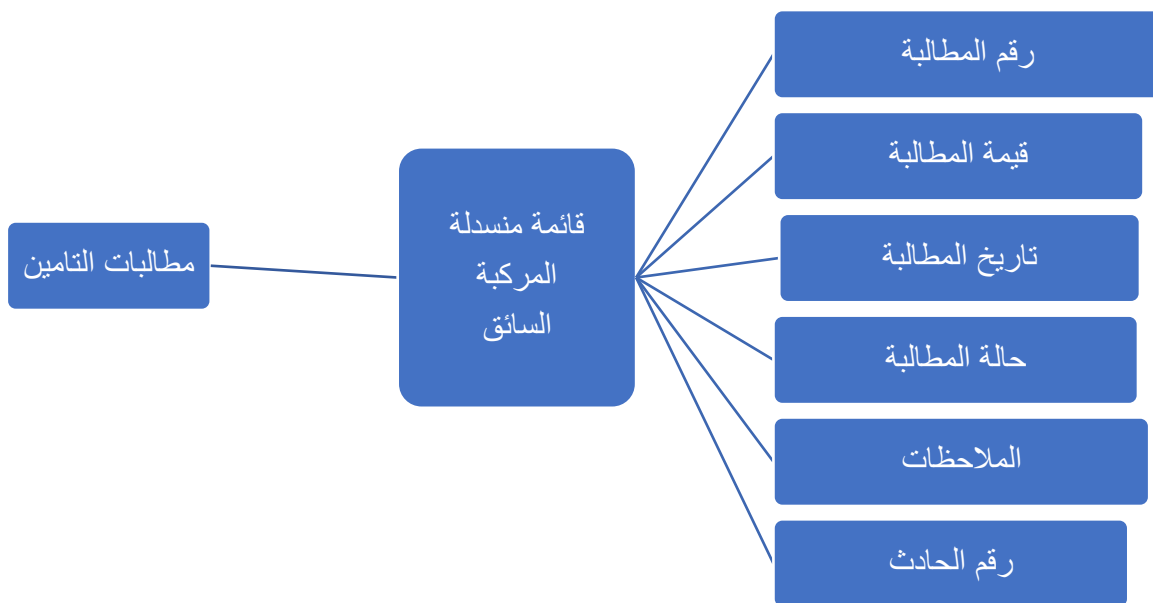 مطالبات التامين
قائمة منسدلة
المركبة
السائق
رقم المطالبة
قيمة المطالبة
تاريخ المطالبة
حالة المطالبة
الملاحظات
رقم الحادث